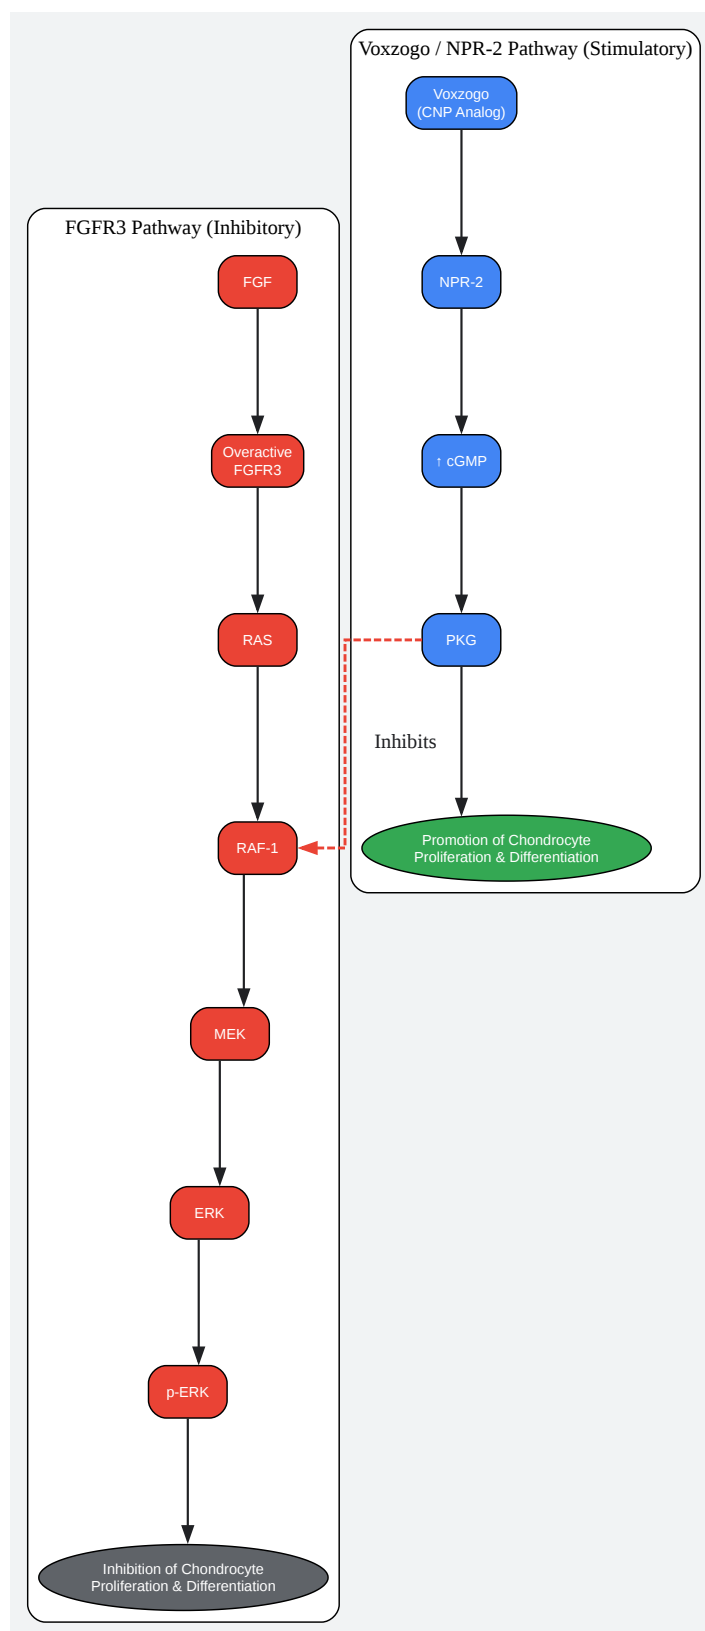 Voxzogo / NPR-2 Pathway (Stimulatory)
Voxzogo
(CNP Analog)
NPR-2
↑ cGMP
PKG
Inhibits
Promotion of Chondrocyte
Proliferation & Differentiation
FGFR3 Pathway (Inhibitory)
FGF
Overactive
FGFR3
RAS
RAF-1
MEK
ERK
p-ERK
Inhibition of Chondrocyte
Proliferation & Differentiation